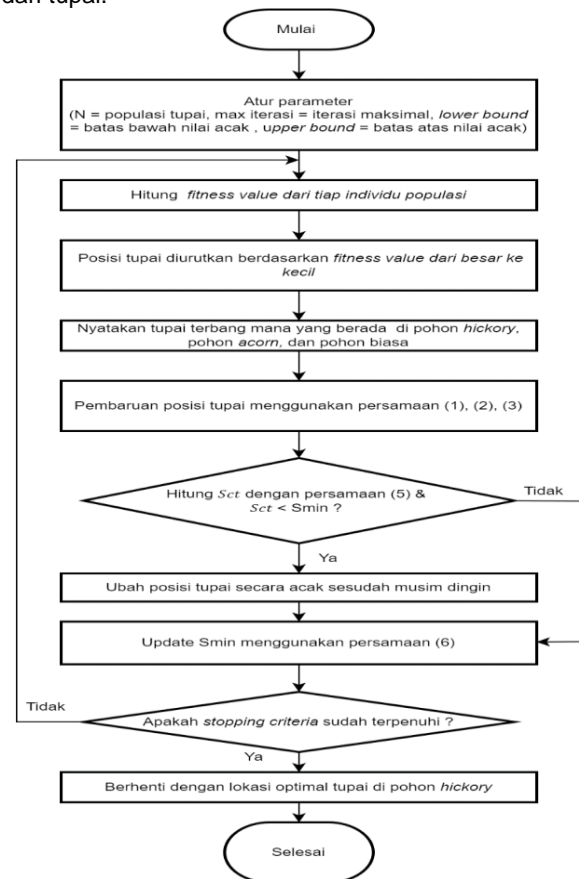 dan tupai.
Mulai
Atur parameter
(N = populasi tupai, max iterasi = iterasi maksimal, lower bound
= batas bawah nilai acak , upper bound = batas atas nilai acak)
Hitung fitness value dari tiap individu populasi
Posisi tupai diurutkan berdasarkan fitness value dari besar ke
kecil
Nyatakan tupai terbang mana yang berada di pohon hickory,
pohon acorn, dan pohon biasa
Pembaruan posisi tupai menggunakan persamaan (1), (2), (3)
Hitung Sct dengan persamaan (5) &
Sct < Smin ?
Tidak
Ya
Ubah posisi tupai secara acak sesudah musim dingin
Update Smin menggunakan persamaan (6)
Tidak
Apakah stopping criteria sudah terpenuhi ?
Ya
Berhenti dengan lokasi optimal tupai di pohon hickory
Selesai